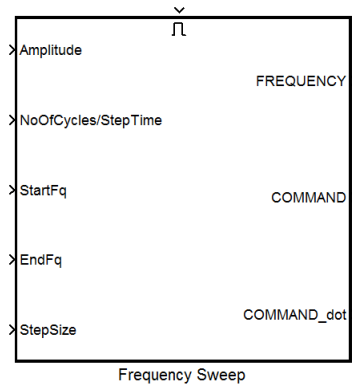 Amplitude
FREQUENCY
NoOfCycles/StepTime
StartFq
COMMAND
EndFq
COMMAND_dot
StepSize
Frequency Sweep